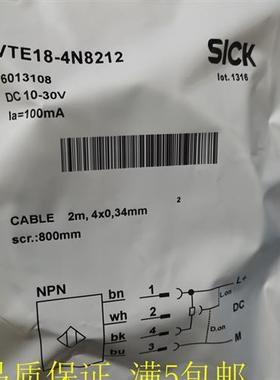 VTE18-4N8212
SICK
6013108
lot. 1316
DC 10-30V
Ia=100mA
CABLE 2m, 4x0,34mm 2
scr.:800mm
NPN
bn 1
wh 2
bk 4
bu 3
L+
L.on
DC
D.on
M
品质保证 满5包邮